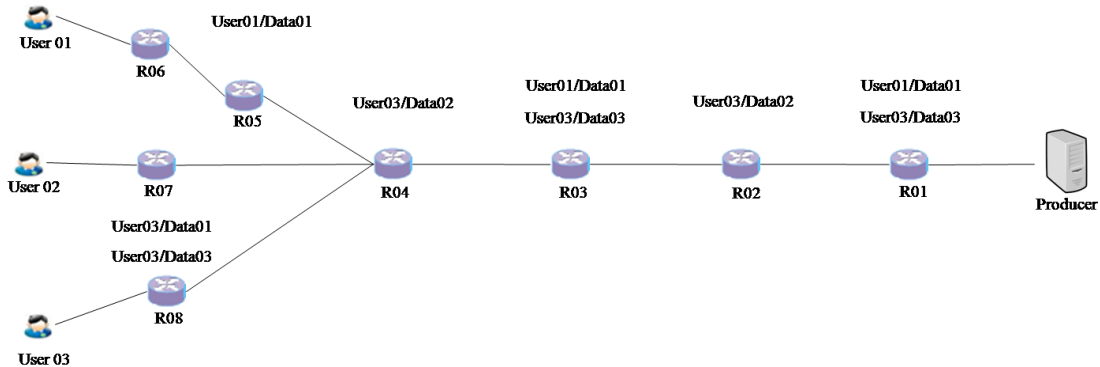 User 01
R06
User01/Data01
R05
User 02
R07
User03/Data01
User03/Data03
R08
User 03
User03/Data02
R04
User01/Data01
User03/Data03
R03
User03/Data02
R02
User01/Data01
User03/Data03
R01
Producer